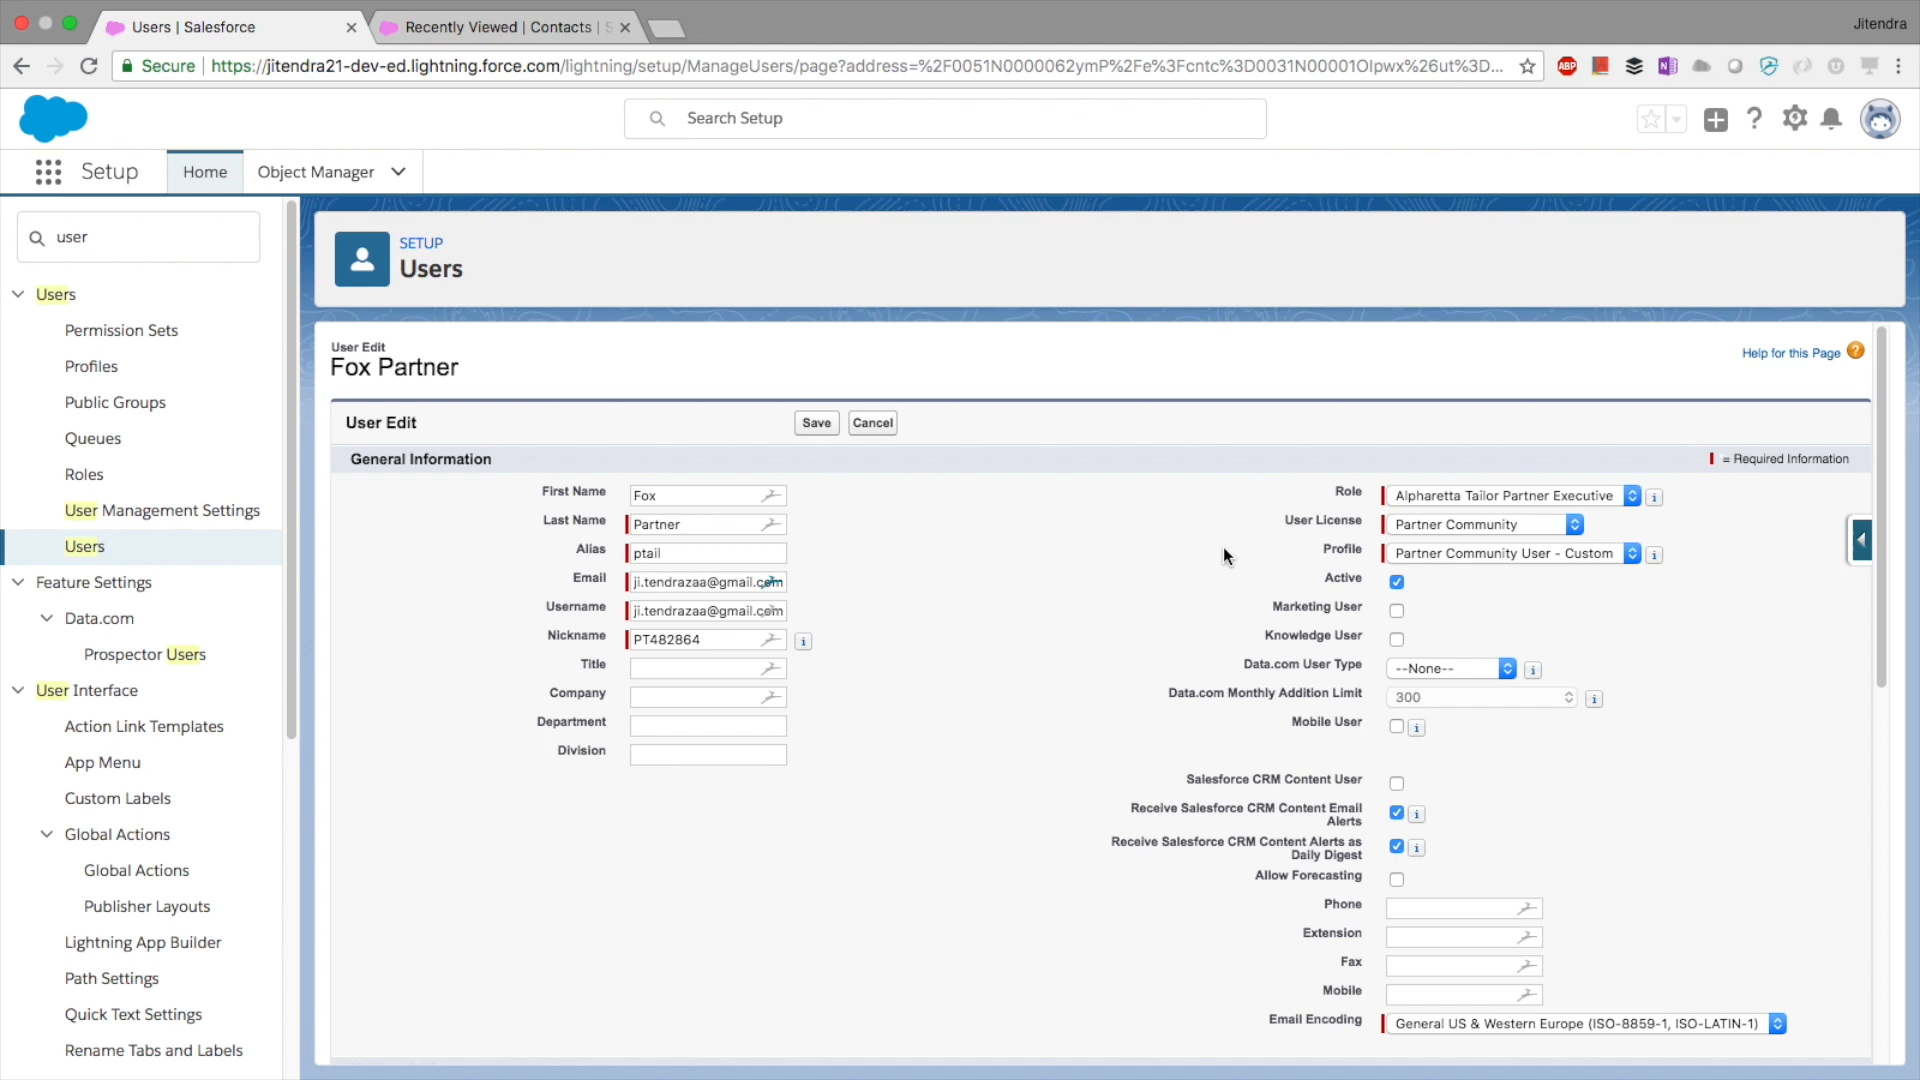 Users | Salesforce
Recently Viewed | Contacts | S
Jitendra
Secure
https://jitendra21-dev-ed.lightning.force.com/lightning/setup/ManageUsers/page?address=%2F0051N0000062ymP%2Fe%3Fcntc%3D0031N00001OIpwx%26ut%3D...
ABP
Search Setup
Setup
Home
Object Manager
user
Users
Permission Sets
Profiles
Public Groups
Queues
Roles
User Management Settings
Users
Feature Settings
Data.com
Prospector Users
User Interface
Action Link Templates
App Menu
Custom Labels
Global Actions
Global Actions
Publisher Layouts
Lightning App Builder
Path Settings
Quick Text Settings
Rename Tabs and Labels
SETUP
Users
User Edit
Fox Partner
Help for this Page
User Edit
Save
Cancel
General Information
= Required Information
First Name Fox
Last Name Partner
Alias ptail
Email ji.tendrazaa@gmail.com
Username ji.tendrazaa@gmail.com
Nickname PT482864
Title
Company
Department
Division
Role Alpharetta Tailor Partner Executive
User License Partner Community
Profile Partner Community User - Custom
Active
Marketing User
Knowledge User
Data.com User Type --None--
Data.com Monthly Addition Limit 300
Mobile User
Salesforce CRM Content User
Receive Salesforce CRM Content Email
Alerts
Receive Salesforce CRM Content Alerts as
Daily Digest
Allow Forecasting
Phone
Extension
Fax
Mobile
Email Encoding General US & Western Europe (ISO-8859-1, ISO-LATIN-1)